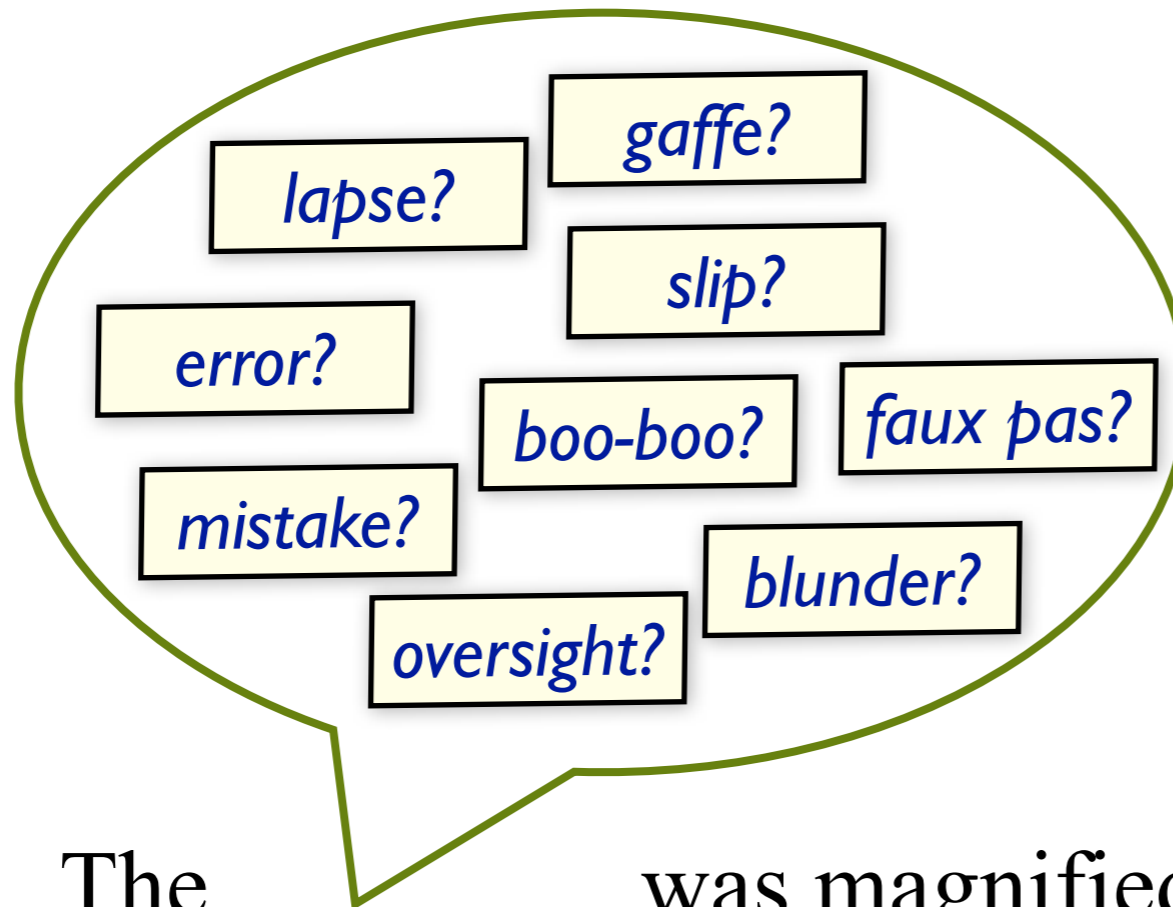 gaffe?
lapse?
slip?
error?
boo-boo?
faux pas?
mistake?
blunder?
oversight?
The was magnified